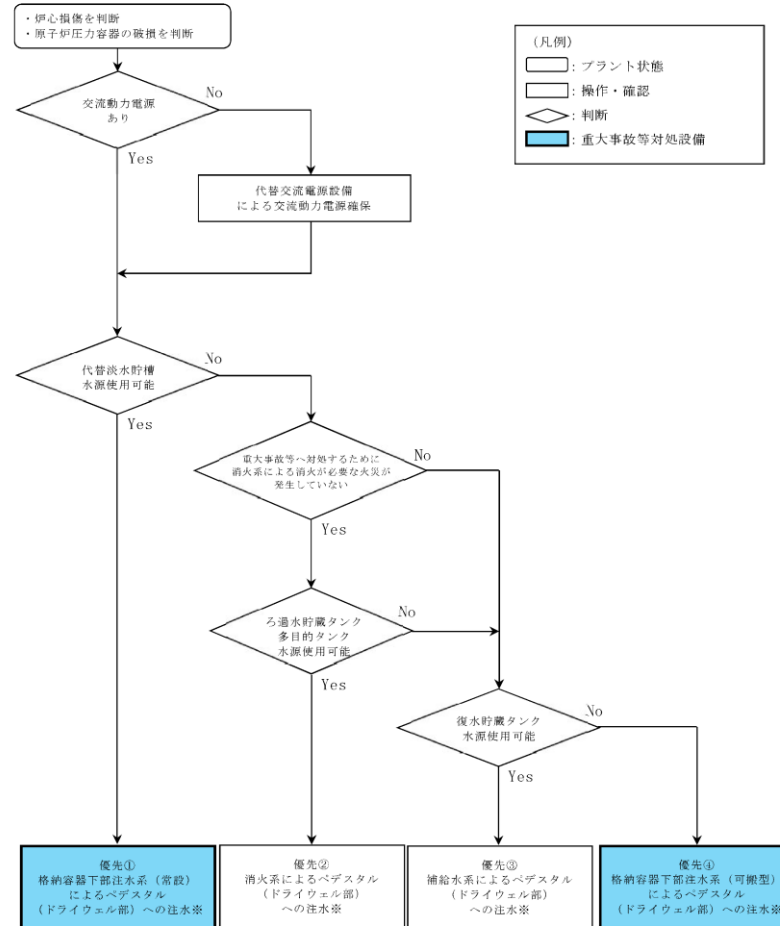 ・炉心損傷を判断
・原子炉圧力容器の破損を判断
(凡例)
：プラント状態
：操作・確認
：判断
：重大事故等対処設備
交流動力電源
あり
No
Yes
代替交流電源設備
による交流動力電源確保
代替淡水貯槽
水源使用可能
No
Yes
重大事故等へ対処するために
消火系による消火が必要な火災が
発生していない
No
Yes
ろ過水貯蔵タンク
多目的タンク
水源使用可能
No
Yes
復水貯蔵タンク
水源使用可能
No
Yes
優先①
格納容器下部注水系（常設）
によるペデスタル
（ドライウェル部）への注水※
優先②
消火系によるペデスタル
（ドライウェル部）
への注水※
優先③
補給水系によるペデスタル
（ドライウェル部）
への注水※
優先④
格納容器下部注水系（可搬型）
によるペデスタル
（ドライウェル部）への注水※